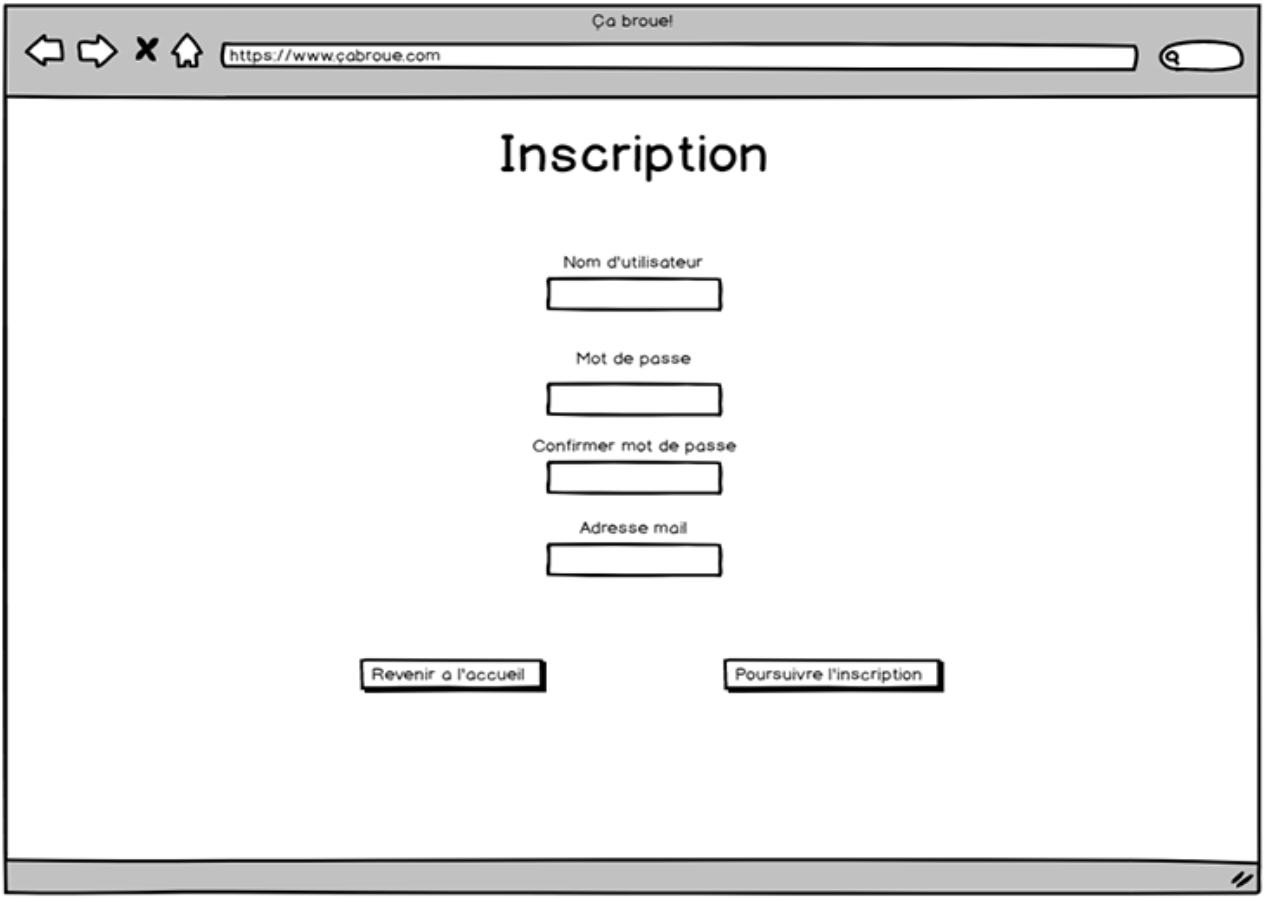 Ça broue!
https://www.çabroue.com
Inscription
Nom d'utilisateur
Mot de passe
Confirmer mot de passe
Adresse mail
Revenir a l'accueil
Poursuivre l'inscription